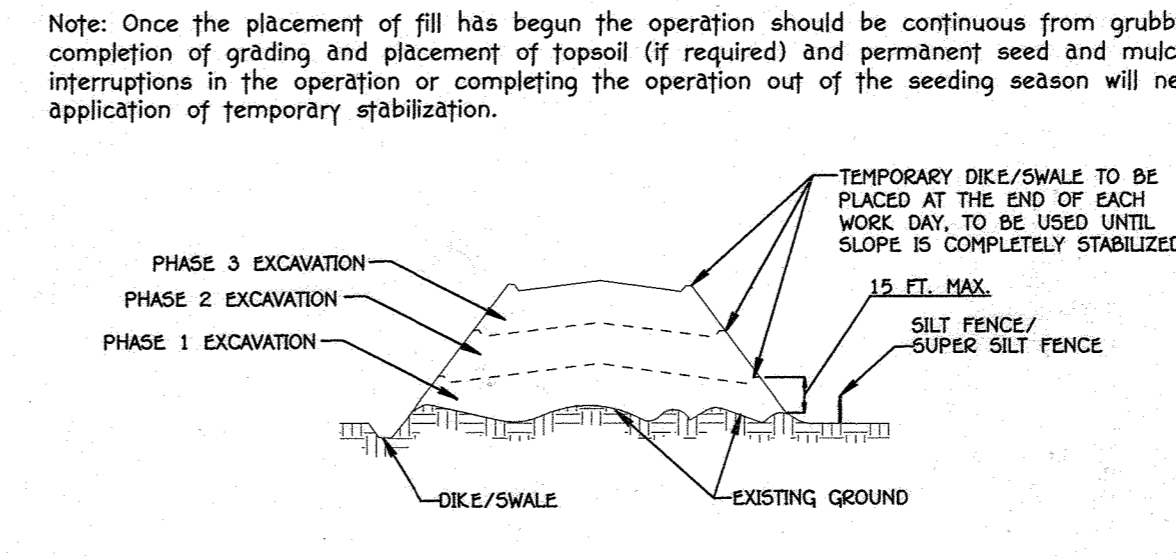 Note: Once the placement of fill has begun the operation should be continuous from grubb
completion of grading and placement of topsoil (if required) and permanent seed and mulc
interruptions in the operation or completing the operation out of the seeding season will ne
application of temporary stabilization.
TEMPORARY DIKE/SWALE TO BE
PLACED AT THE END OF EACH
WORK DAY, TO BE USED UNTIL
SLOPE IS COMPLETELY STABILIZED
PHASE 3 EXCAVATION
PHASE 2 EXCAVATION
15 FT. MAX.
PHASE 1 EXCAVATION
SILT FENCE/
SUPER SILT FENCE
DIKE/SWALE
EXISTING GROUND